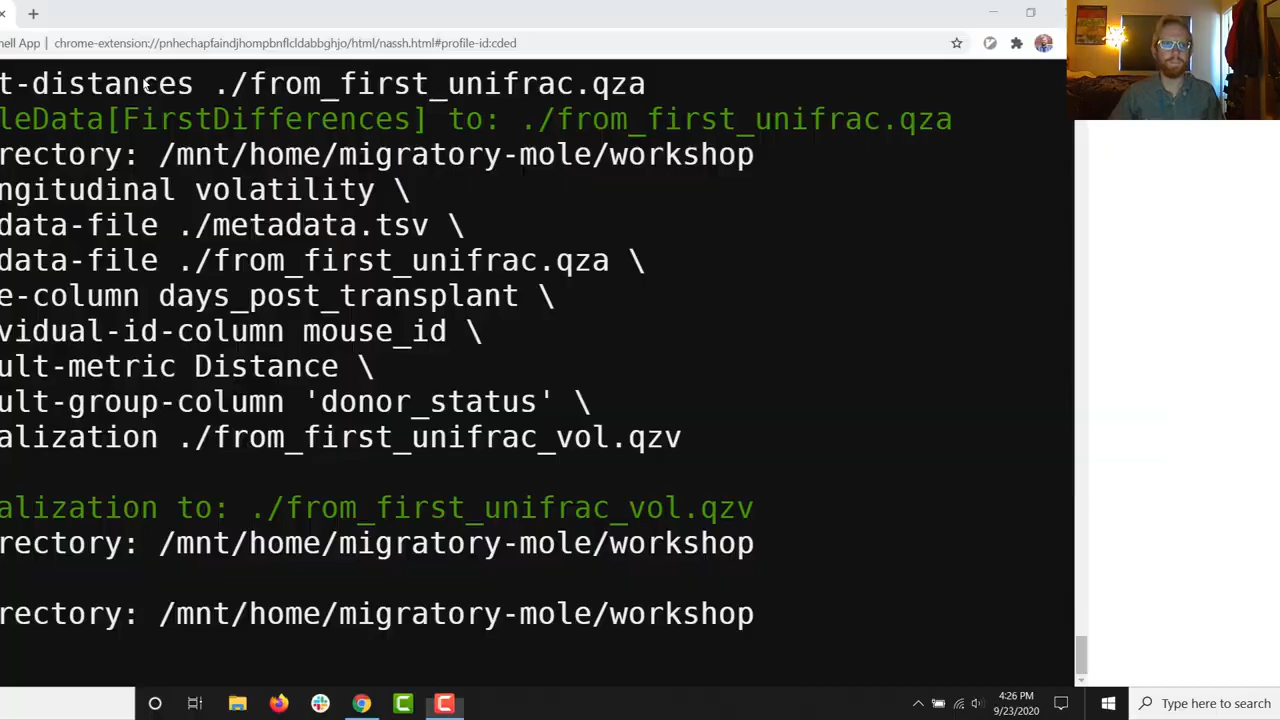 nell App | chrome-extension://pnhechapfaindjhompbnflcldabbghjo/html/crosh.html#profile-id:cded
t-distances ./from_first_unifrac.qza
leData[FirstDifferences] to: ./from_first_unifrac.qza
rectory: /mnt/home/migratory-mole/workshop
ngitudinal volatility \
data-file ./metadata.tsv \
data-file ./from_first_unifrac.qza \
e-column days_post_transplant \
vidual-id-column mouse_id \
ult-metric Distance \
ult-group-column 'donor_status' \
alization ./from_first_unifrac_vol.qzv
alization to: ./from_first_unifrac_vol.qzv
rectory: /mnt/home/migratory-mole/workshop
rectory: /mnt/home/migratory-mole/workshop
4:26 PM
9/23/2020
Type here to search